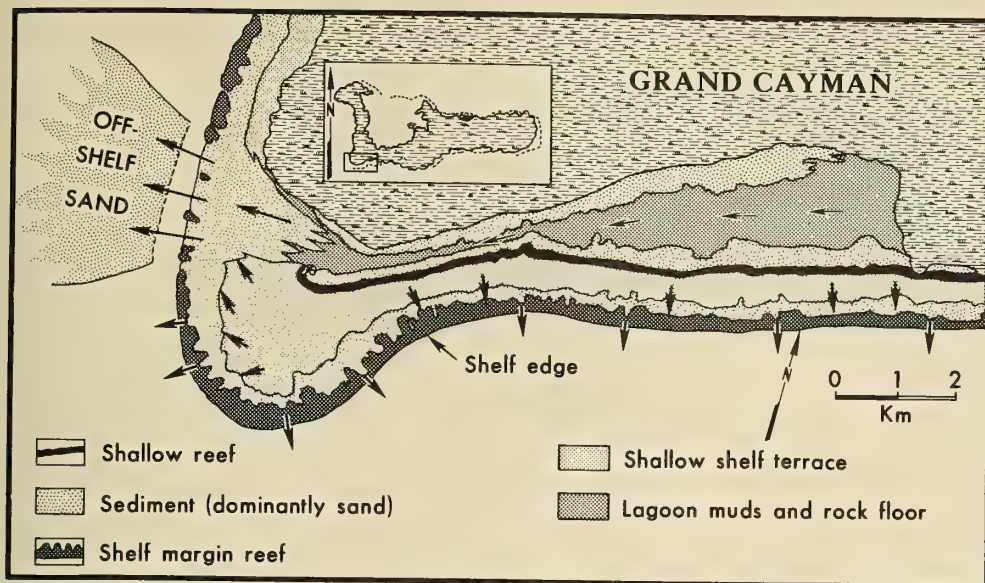 GRAND CAYMAN
N
OFF-
SHELF
SAND
Shelf edge
N
0 1 2
Km
Shallow reef
Sediment (dominantly sand)
Shelf margin reef
Shallow shelf terrace
Lagoon muds and rock floor